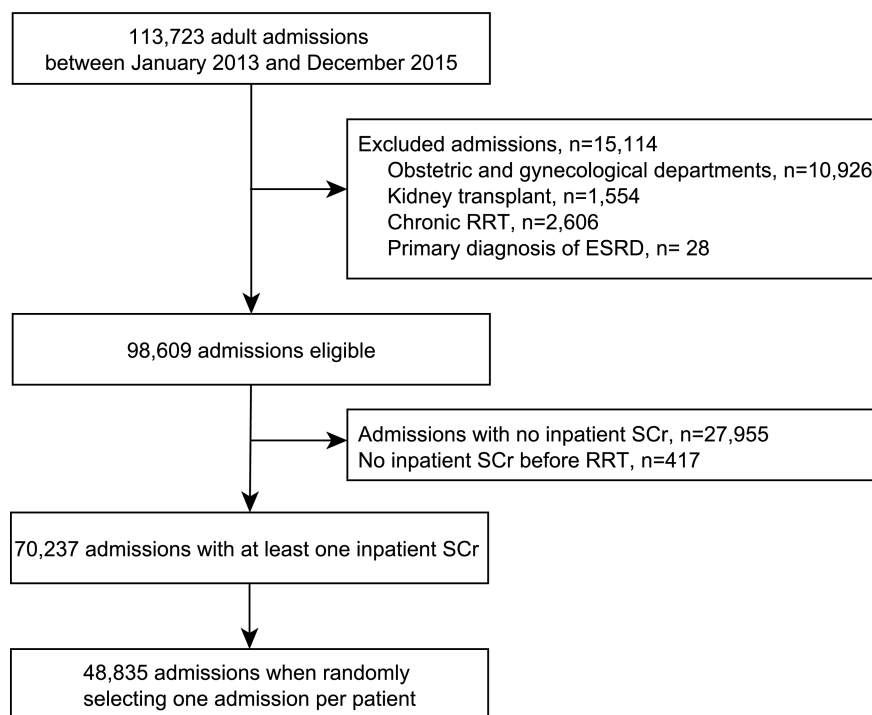 113,723 adult admissions
between January 2013 and December 2015
Excluded admissions, n=15,114
Obstetric and gynecological departments, n=10,926
Kidney transplant, n=1,554
Chronic RRT, n=2,606
Primary diagnosis of ESRD, n= 28
98,609 admissions eligible
Admissions with no inpatient SCr, n=27,955
No inpatient SCr before RRT, n=417
70,237 admissions with at least one inpatient SCr
48,835 admissions when randomly
selecting one admission per patient